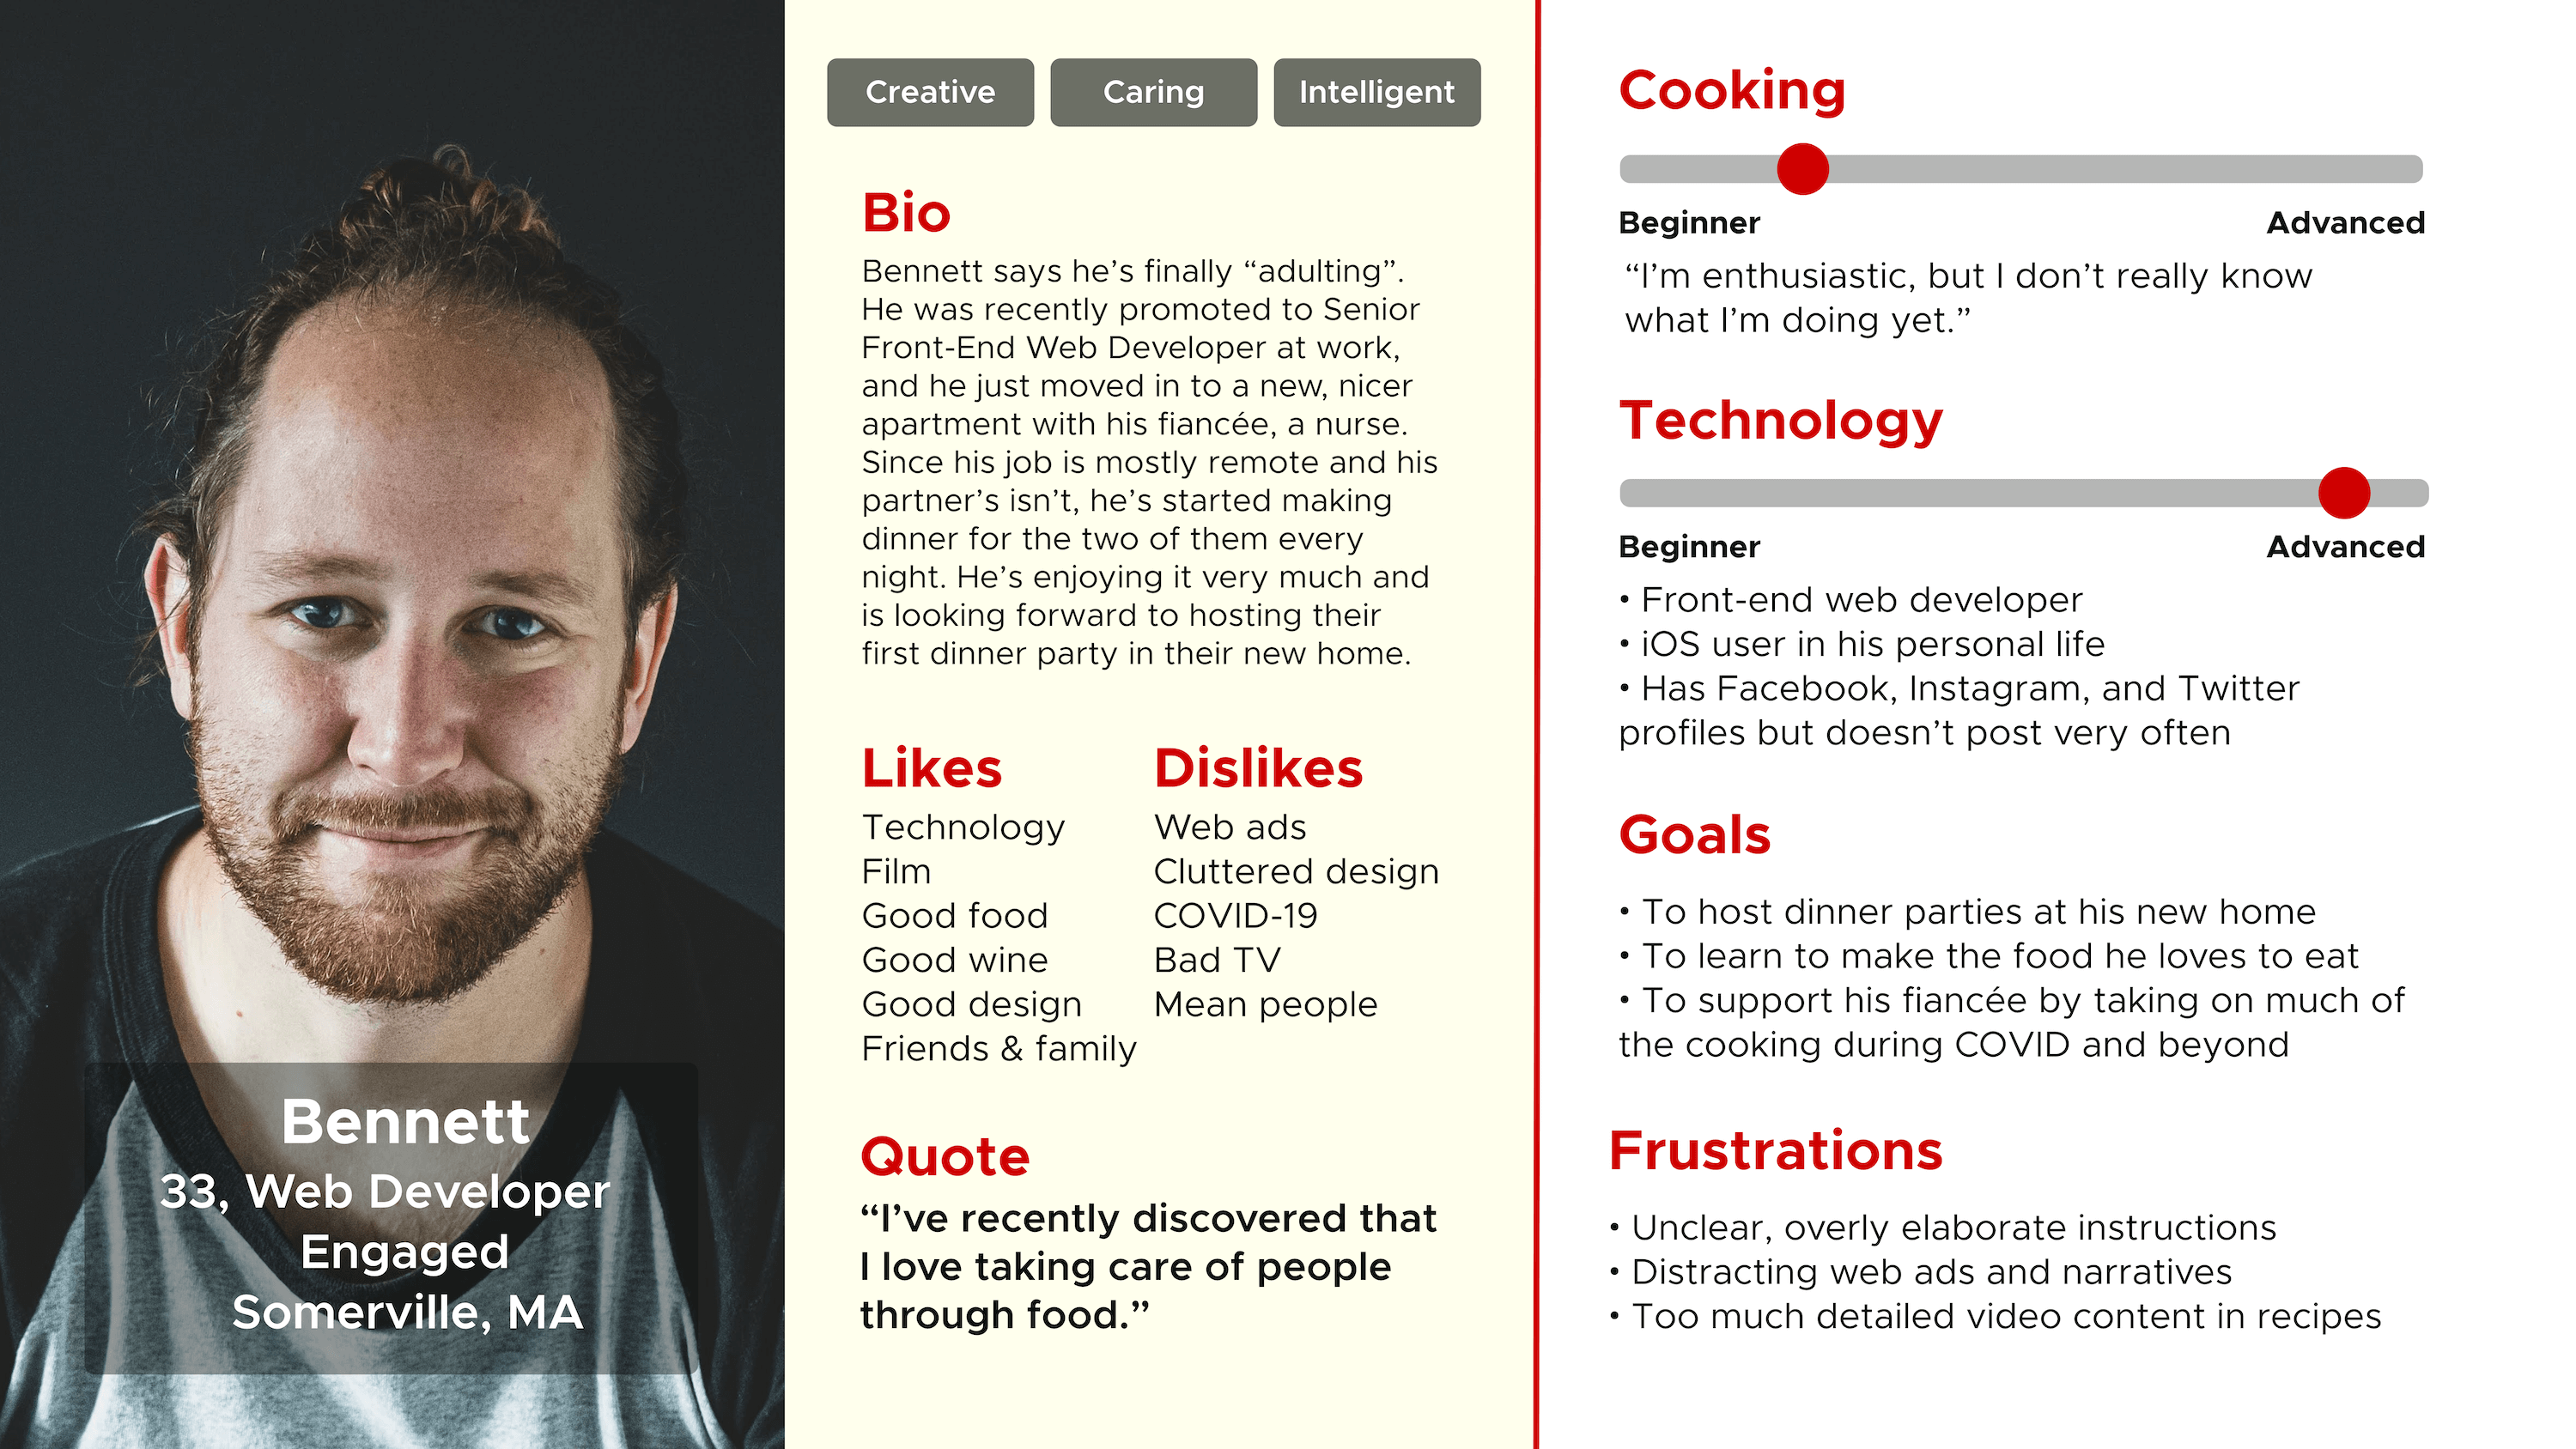 Bennett
33, Web Developer
Engaged
Somerville, MA
Creative
Caring
Intelligent
Bio
Bennett says he’s finally “adulting”.
He was recently promoted to Senior
Front-End Web Developer at work,
and he just moved in to a new, nicer
apartment with his fiancée, a nurse.
Since his job is mostly remote and his
partner’s isn’t, he’s started making
dinner for the two of them every
night. He’s enjoying it very much and
is looking forward to hosting their
first dinner party in their new home.
Likes
Technology
Film
Good food
Good wine
Good design
Friends & family
Dislikes
Web ads
Cluttered design
COVID-19
Bad TV
Mean people
Quote
“I’ve recently discovered that
I love taking care of people
through food.”
Cooking
Beginner
Advanced
“I’m enthusiastic, but I don’t really know
what I’m doing yet.”
Technology
Beginner
Advanced
• Front-end web developer
• iOS user in his personal life
• Has Facebook, Instagram, and Twitter
profiles but doesn’t post very often
Goals
• To host dinner parties at his new home
• To learn to make the food he loves to eat
• To support his fiancée by taking on much of
the cooking during COVID and beyond
Frustrations
• Unclear, overly elaborate instructions
• Distracting web ads and narratives
• Too much detailed video content in recipes